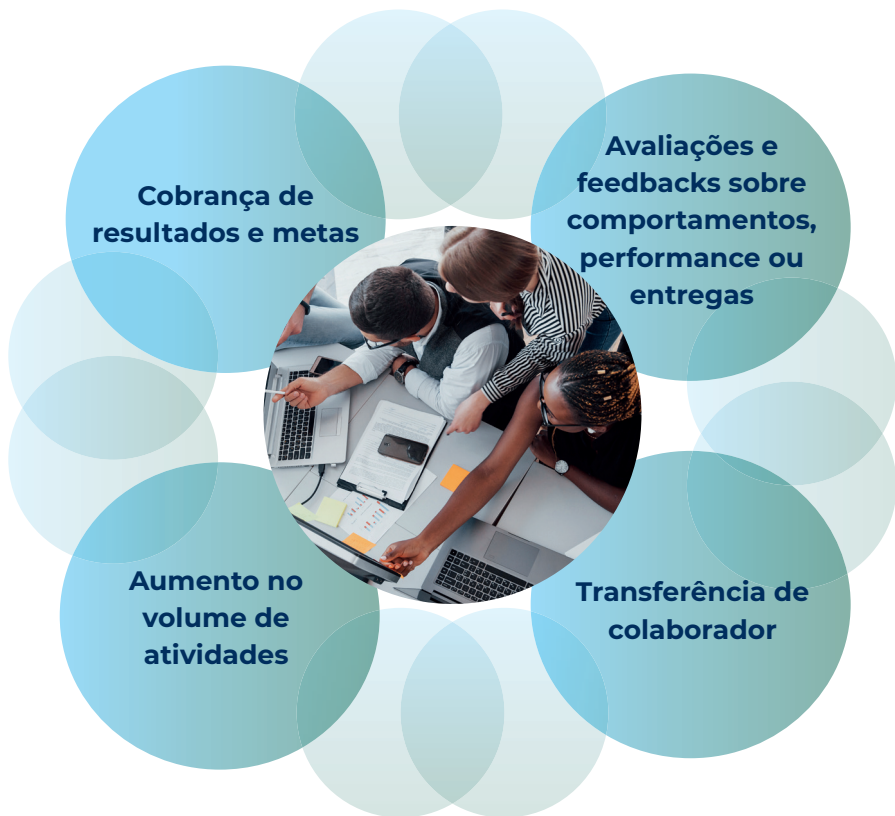 Cobrança de
resultados e metas
Avaliações e
feedbacks sobre
comportamentos,
performance ou
entregas
Aumento no
volume de
atividades
Transferência de
colaborador